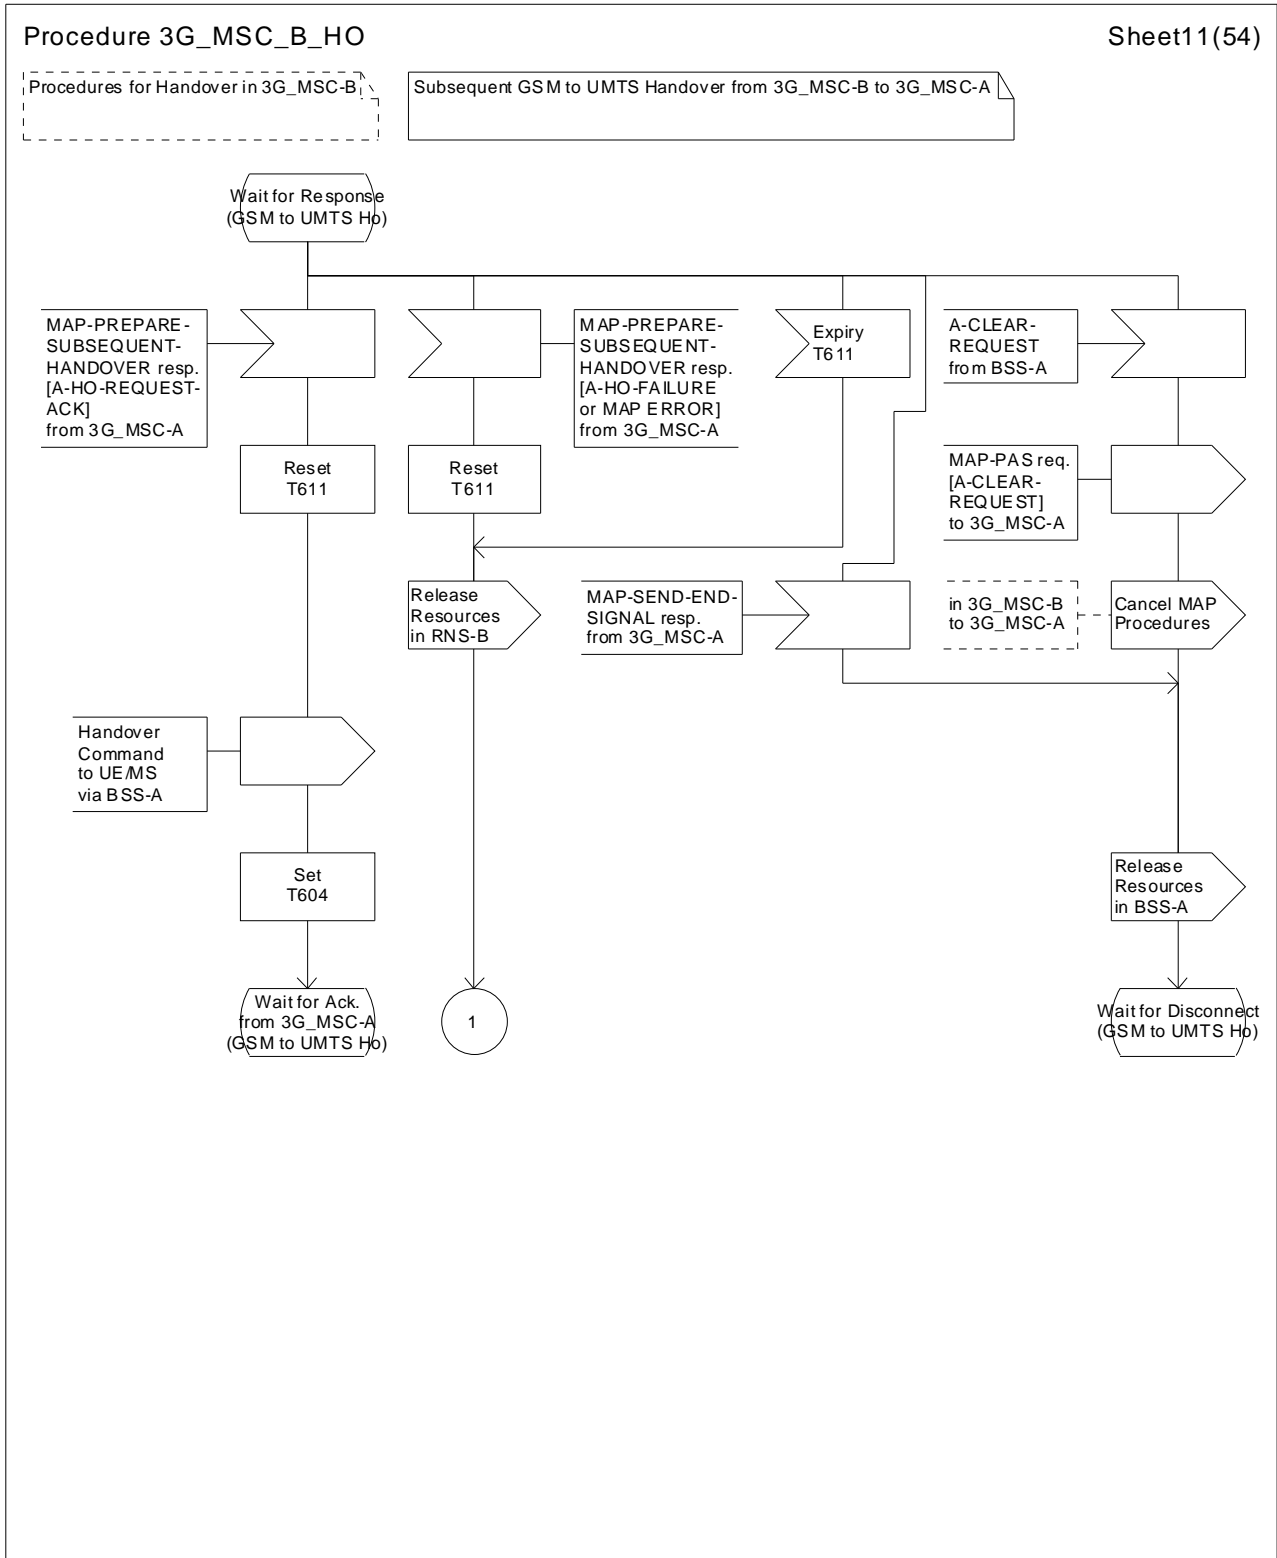 Procedure 3G_MSC_B_HO
Sheet11(54)
Procedures for Handover in 3G_MSC-B
Subsequent GSM to UMTS Handover from 3G_MSC-B to 3G_MSC-A
Wait for Response
(GSM to UMTS Ho)
MAP-PREPARE-
SUBSEQUENT-
HANDOVER resp.
[A-HO-REQUEST-
ACK]
from 3G_MSC-A
MAP-PREPARE-
SUBSEQUENT-
HANDOVER resp.
[A-HO-FAILURE
or MAP ERROR]
from 3G_MSC-A
Expiry
T611
A-CLEAR-
REQUEST
from BSS-A
Reset
T611
Reset
T611
MAP-PAS req.
[A-CLEAR-
REQUEST]
to 3G_MSC-A
Release
Resources
in RNS-B
MAP-SEND-END-
SIGNAL resp.
from 3G_MSC-A
in 3G_MSC-B
to 3G_MSC-A
Cancel MAP
Procedures
Handover
Command
to UE/MS
via BSS-A
Set
T604
Release
Resources
in BSS-A
Wait for Ack.
from 3G_MSC-A
(GSM to UMTS Ho)
1
Wait for Disconnect
(GSM to UMTS Ho)